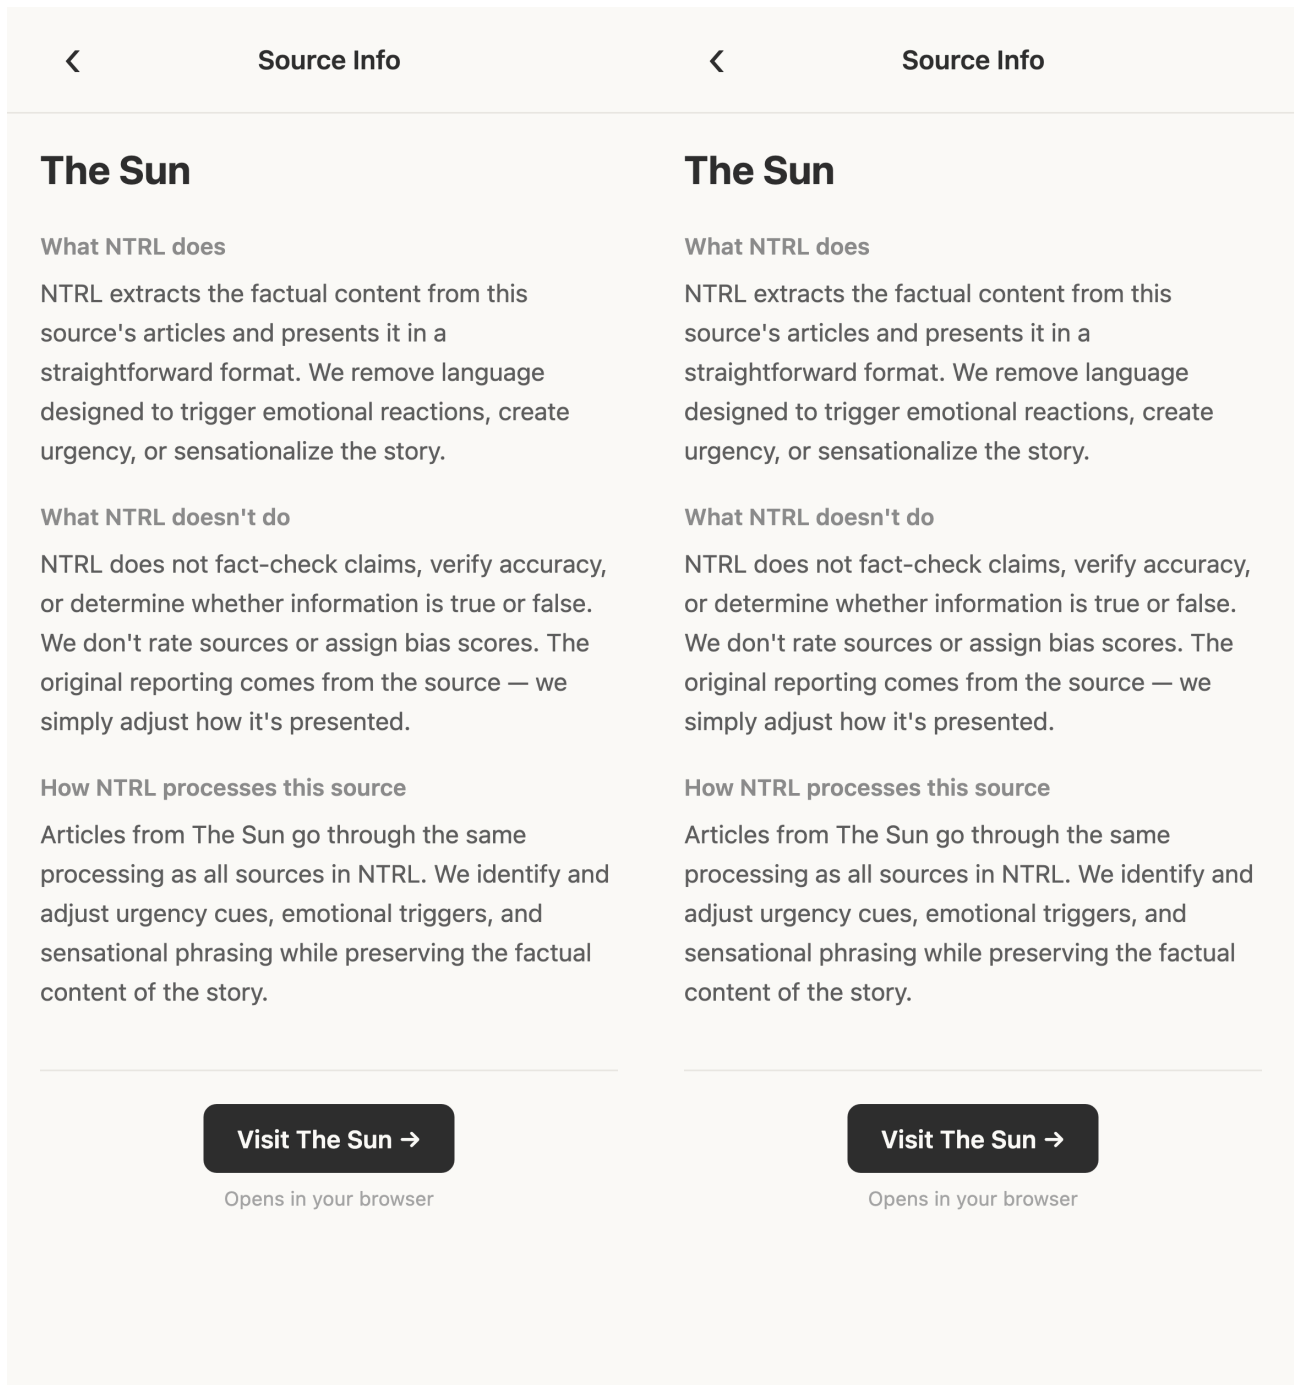 Source Info
The Sun
What NTRL does
NTRL extracts the factual content from this
source's articles and presents it in a
straightforward format. We remove language
designed to trigger emotional reactions, create
urgency, or sensationalize the story.
What NTRL doesn't do
NTRL does not fact-check claims, verify accuracy,
or determine whether information is true or false.
We don't rate sources or assign bias scores. The
original reporting comes from the source — we
simply adjust how it's presented.
How NTRL processes this source
Articles from The Sun go through the same
processing as all sources in NTRL. We identify and
adjust urgency cues, emotional triggers, and
sensational phrasing while preserving the factual
content of the story.
Visit The Sun →
Opens in your browser
Source Info
The Sun
What NTRL does
NTRL extracts the factual content from this
source's articles and presents it in a
straightforward format. We remove language
designed to trigger emotional reactions, create
urgency, or sensationalize the story.
What NTRL doesn't do
NTRL does not fact-check claims, verify accuracy,
or determine whether information is true or false.
We don't rate sources or assign bias scores. The
original reporting comes from the source — we
simply adjust how it's presented.
How NTRL processes this source
Articles from The Sun go through the same
processing as all sources in NTRL. We identify and
adjust urgency cues, emotional triggers, and
sensational phrasing while preserving the factual
content of the story.
Visit The Sun →
Opens in your browser